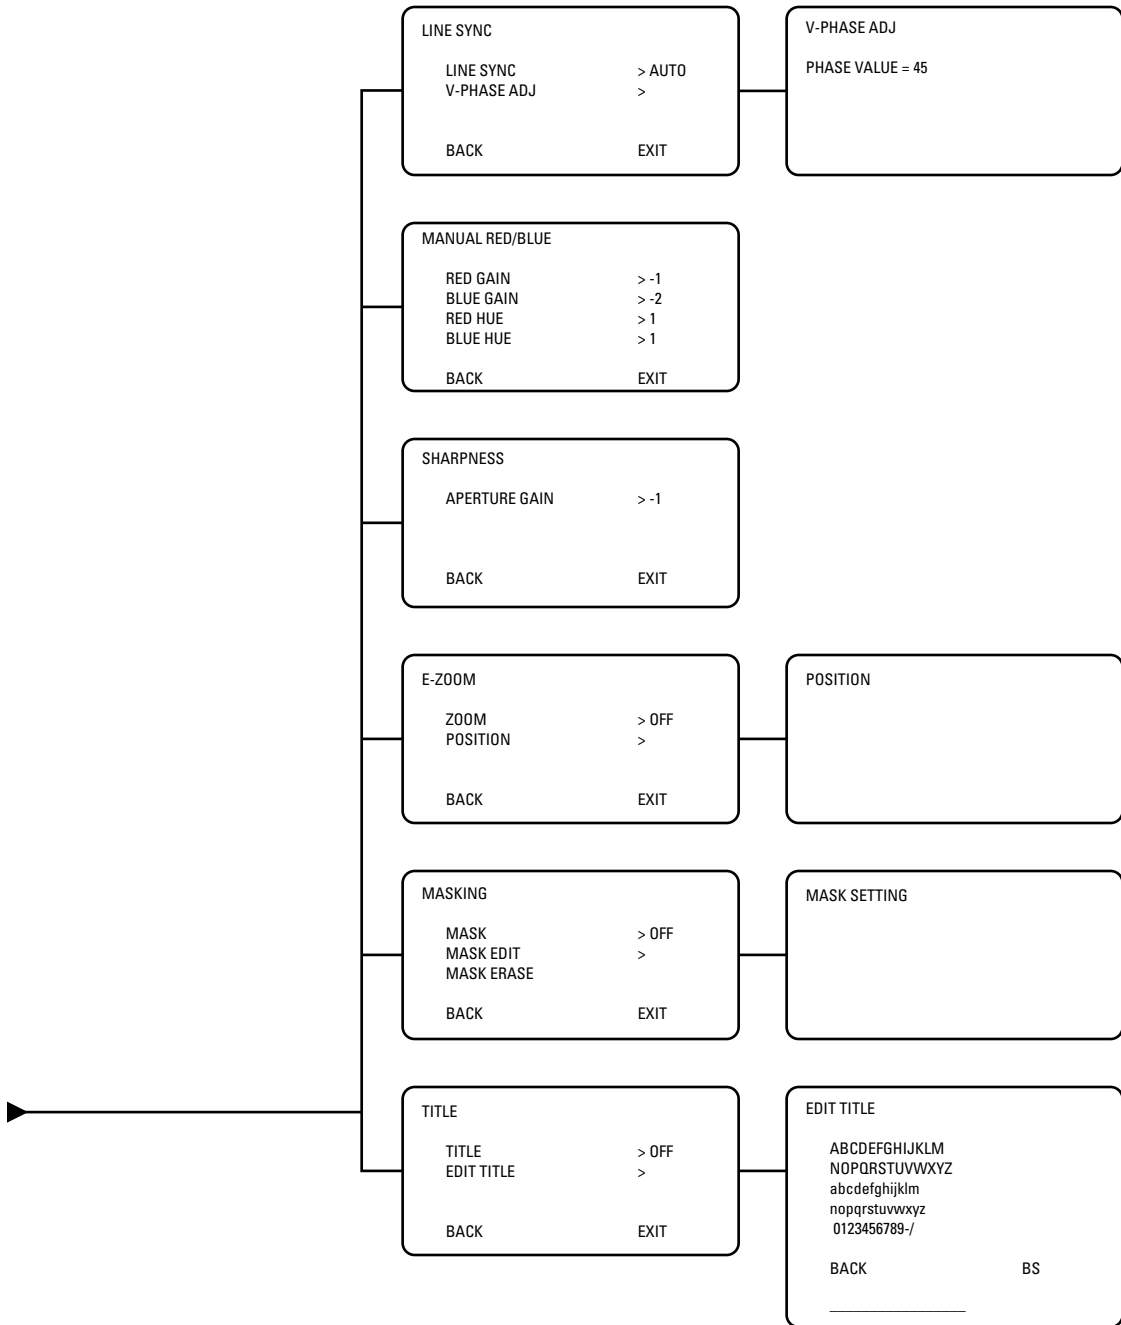 LINE SYNC
LINE SYNC > AUTO
V-PHASE ADJ >
BACK EXIT
V-PHASE ADJ
PHASE VALUE = 45
MANUAL RED/BLUE
RED GAIN > -1
BLUE GAIN > -2
RED HUE > 1
BLUE HUE > 1
BACK EXIT
SHARPNESS
APERTURE GAIN > -1
BACK EXIT
E-ZOOM
ZOOM > OFF
POSITION >
BACK EXIT
POSITION
MASKING
MASK > OFF
MASK EDIT >
MASK ERASE
BACK EXIT
MASK SETTING
TITLE
TITLE > OFF
EDIT TITLE >
BACK EXIT
EDIT TITLE
ABCDEFGHIJKLM
NOPQRSTUVWXYZ
abcdefghijklm
nopqrstuvwxyz
0123456789-/
BACK BS